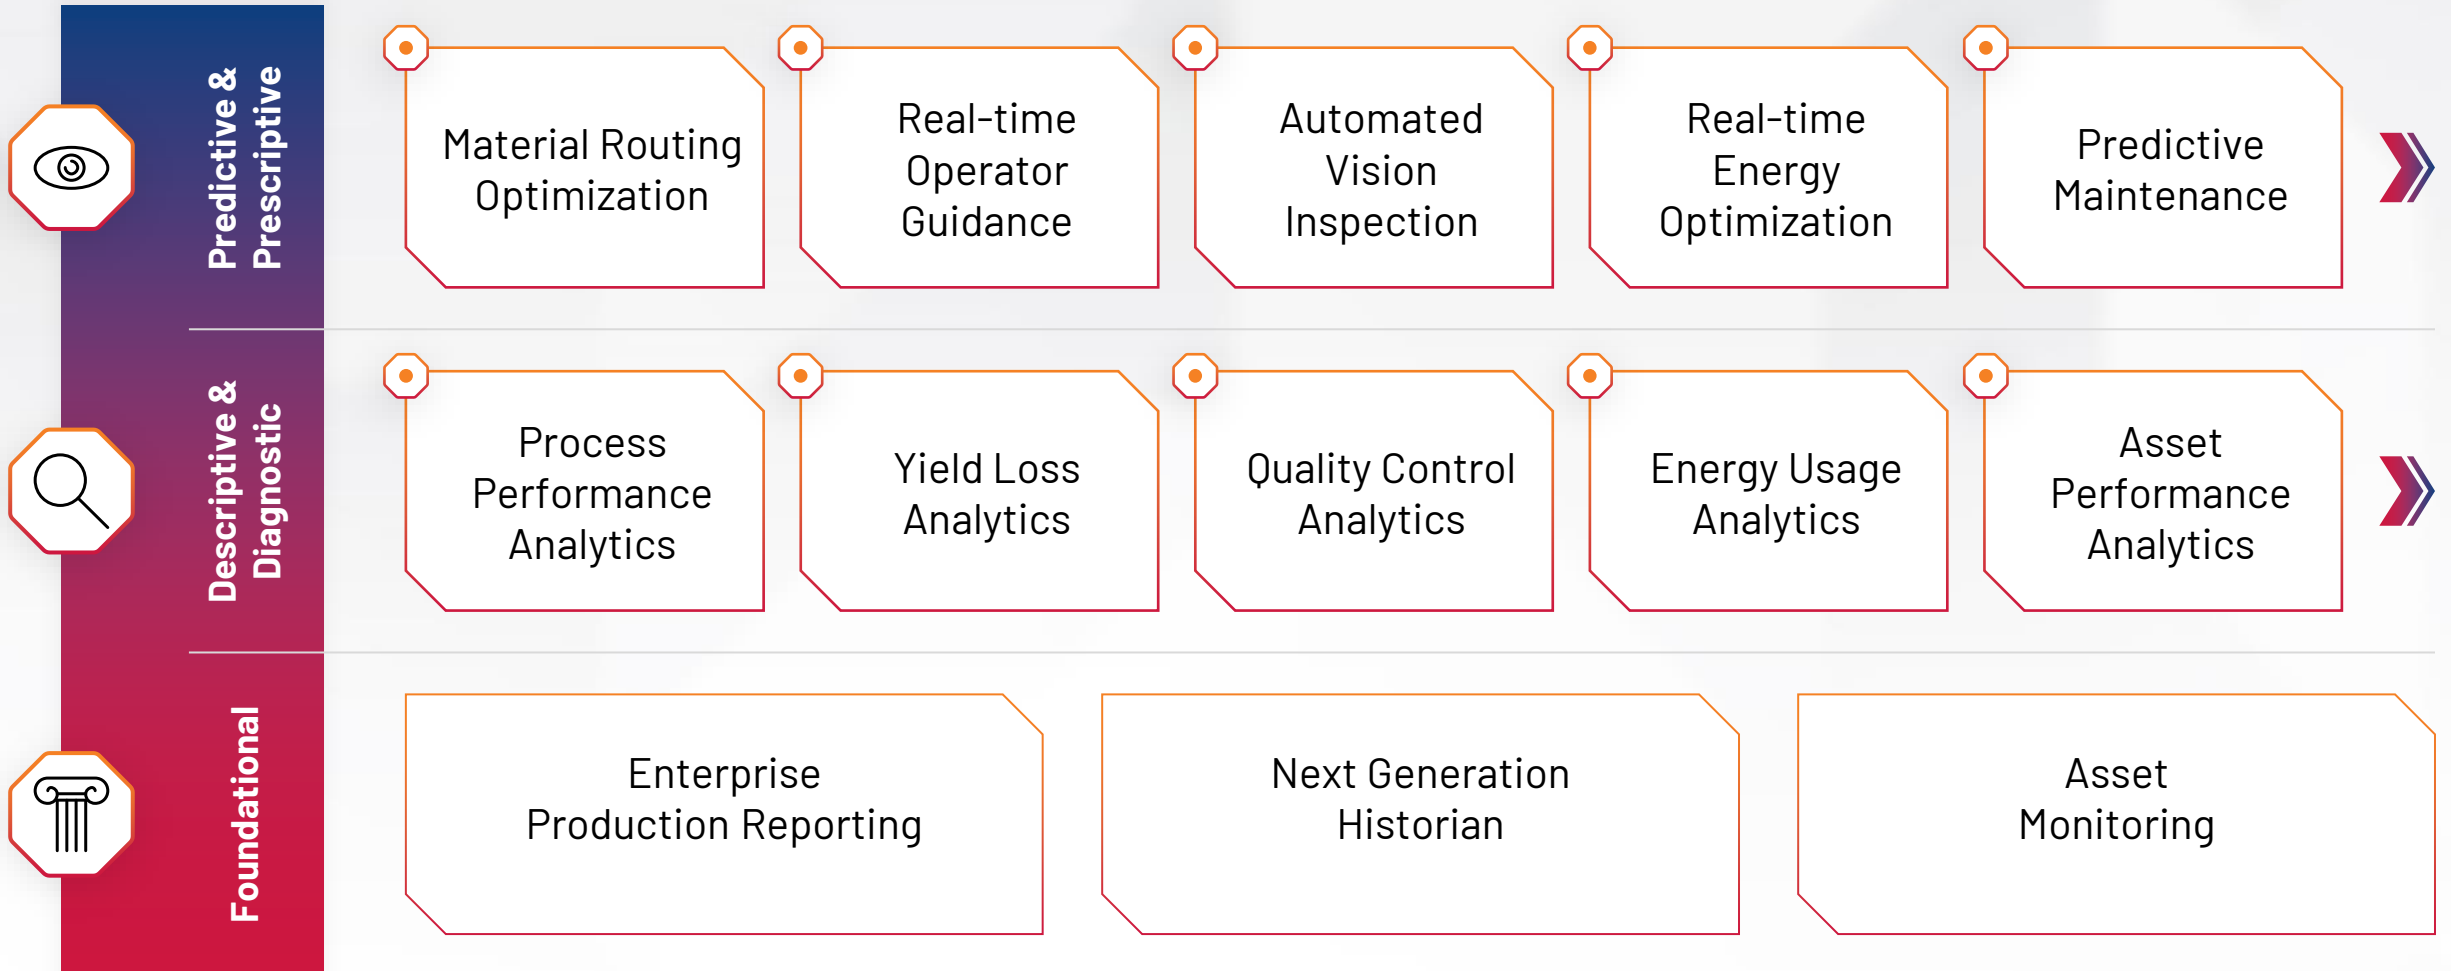 Predictive &
Prescriptive
Material Routing
Optimization
Real-time
Operator
Guidance
Automated
Vision
Inspection
Real-time
Energy
Optimization
Predictive
Maintenance
Descriptive &
Diagnostic
Process
Performance
Analytics
Yield Loss
Analytics
Quality Control
Analytics
Energy Usage
Analytics
Asset
Performance
Analytics
Foundational
Enterprise
Production Reporting
Next Generation
Historian
Asset
Monitoring